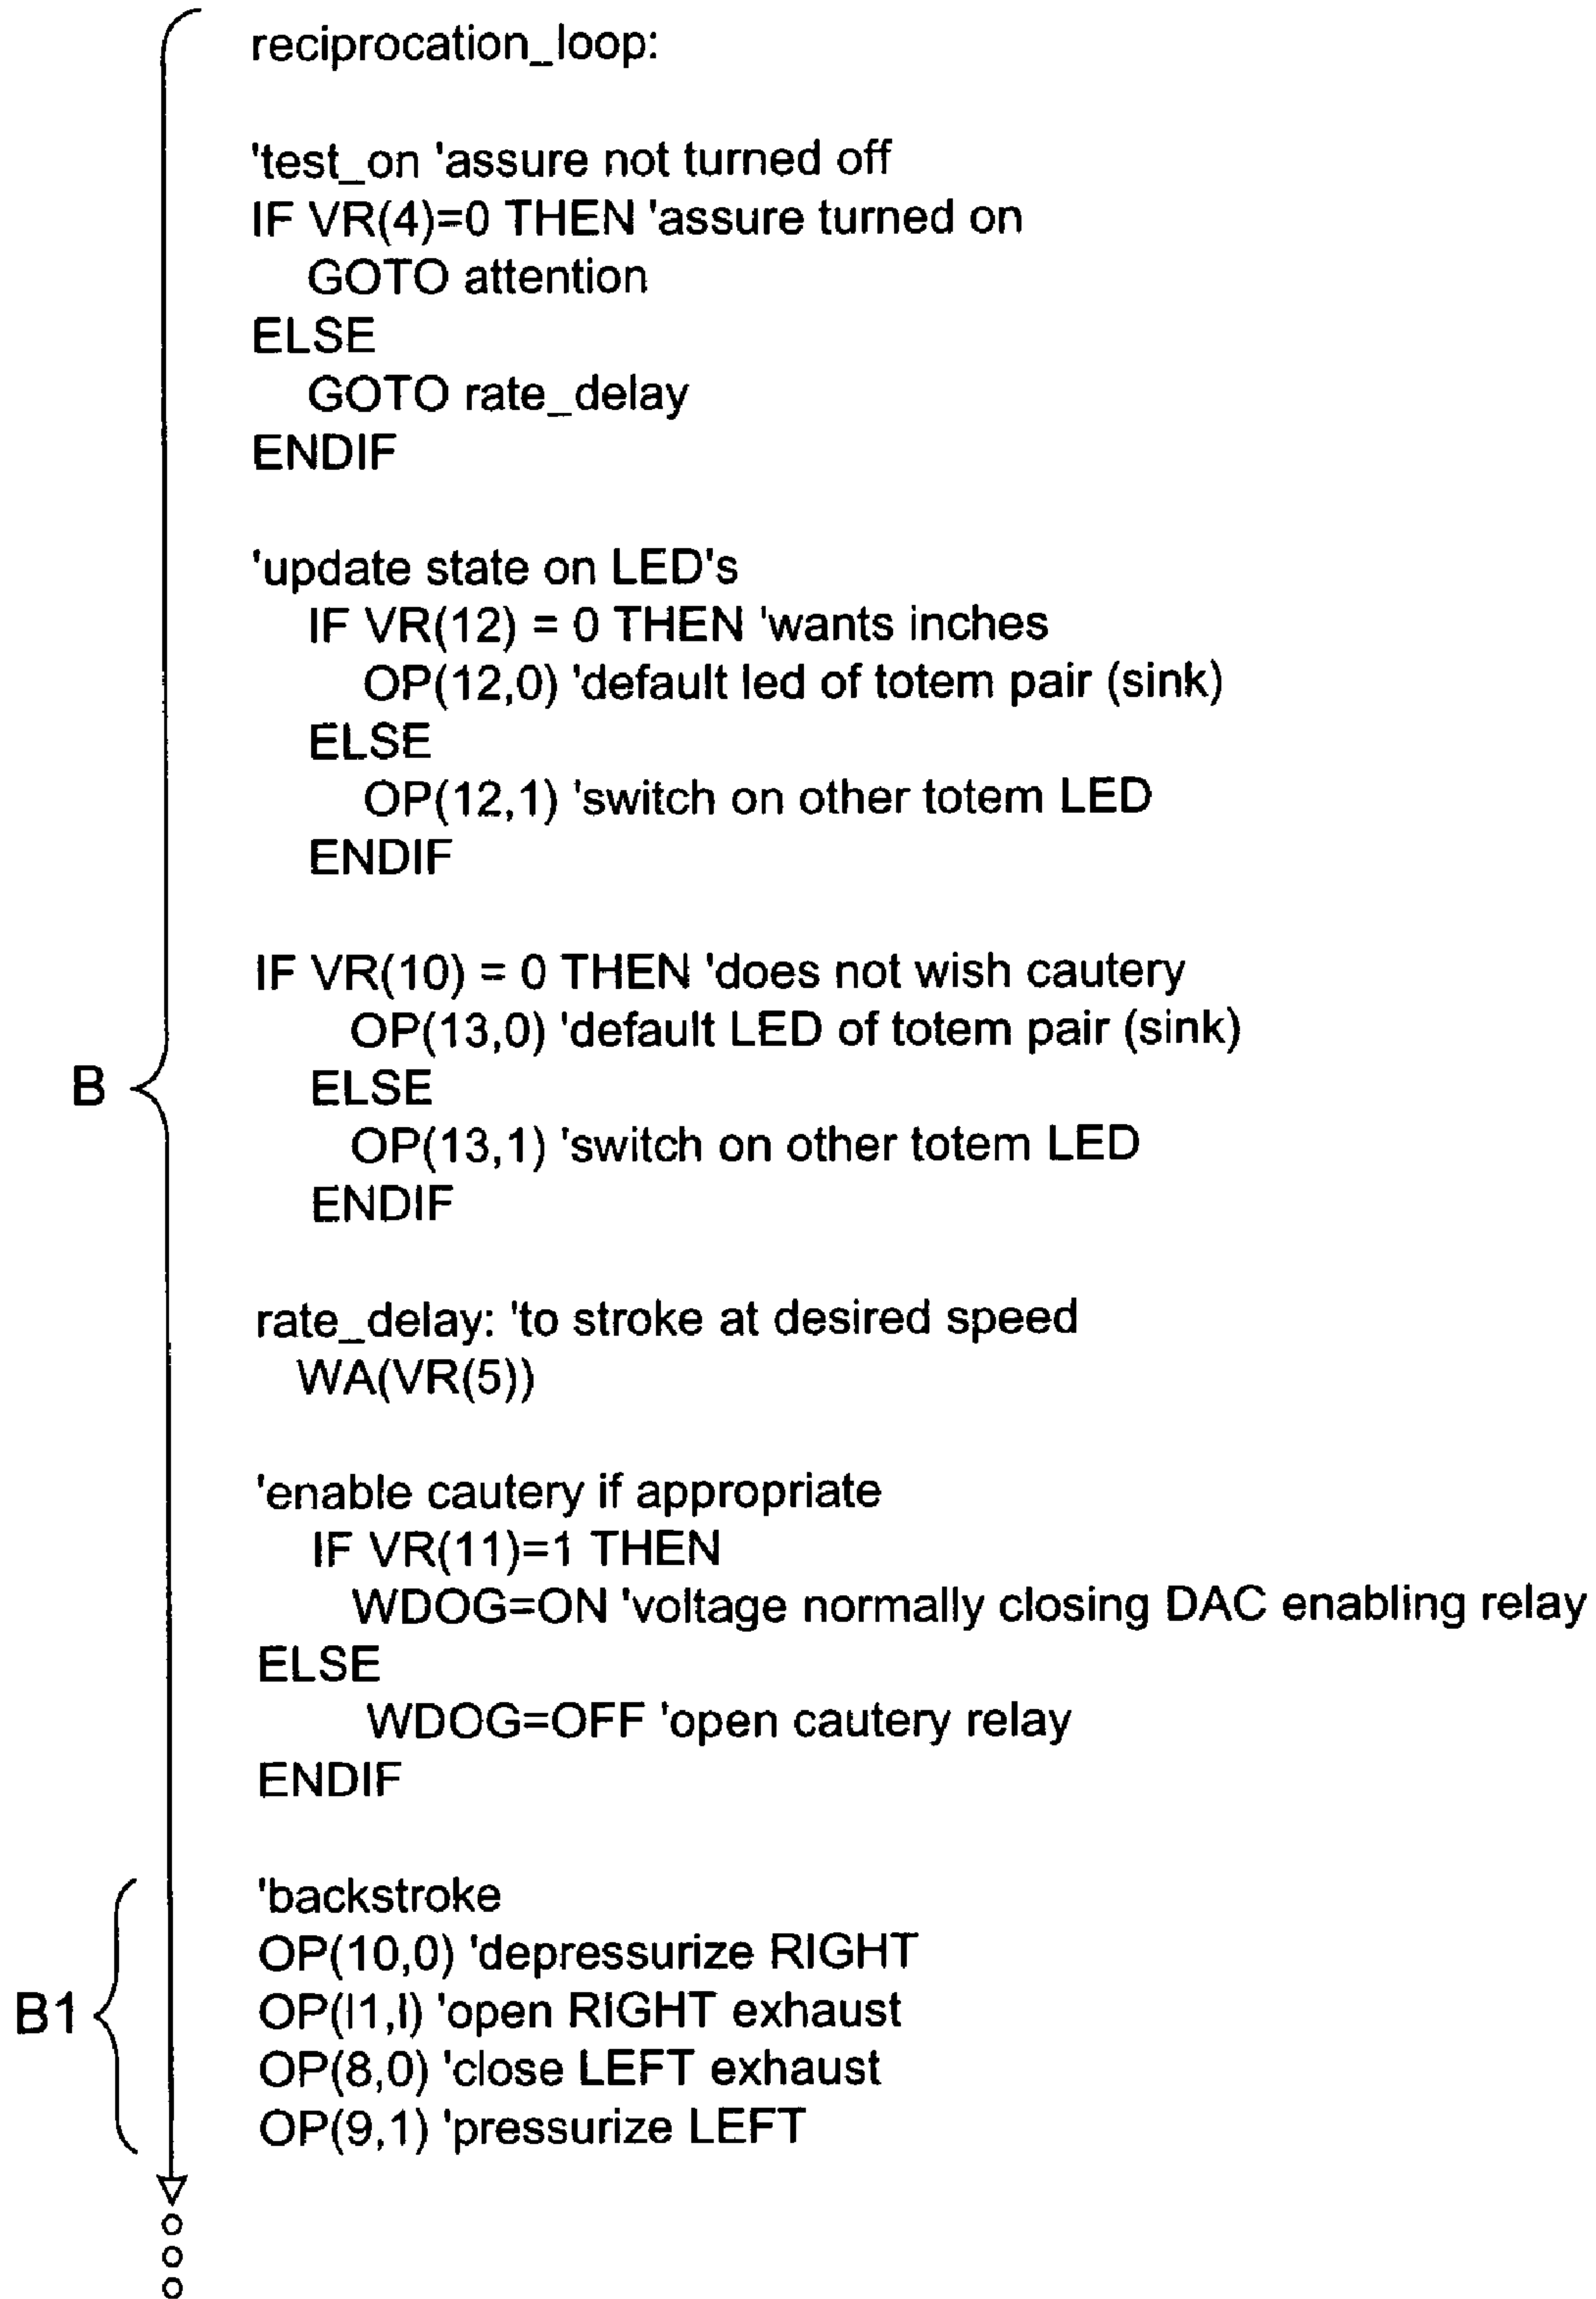 reciprocation_loop:
'test_on 'assure not turned off
IF VR(4)=0 THEN 'assure turned on
GOTO attention
ELSE
GOTO rate_delay
ENDIF
'update state on LED's
IF VR(12) = 0 THEN 'wants inches
OP(12,0) 'default led of totem pair (sink)
ELSE
OP(12,1) 'switch on other totem LED
ENDIF
IF VR(10) = 0 THEN 'does not wish cautery
OP(13,0) 'default LED of totem pair (sink)
B
ELSE
OP(13,1) 'switch on other totem LED
ENDIF
rate_delay: 'to stroke at desired speed
WA(VR(5))
'enable cautery if appropriate
IF VR(11)=1 THEN
WDOG=ON 'voltage normally closing DAC enabling relay
ELSE
WDOG=OFF 'open cautery relay
ENDIF
'backstroke
OP(10,0) 'depressurize RIGHT
B1
OP(l1,l) 'open RIGHT exhaust
OP(8,0) 'close LEFT exhaust
OP(9,1) 'pressurize LEFT